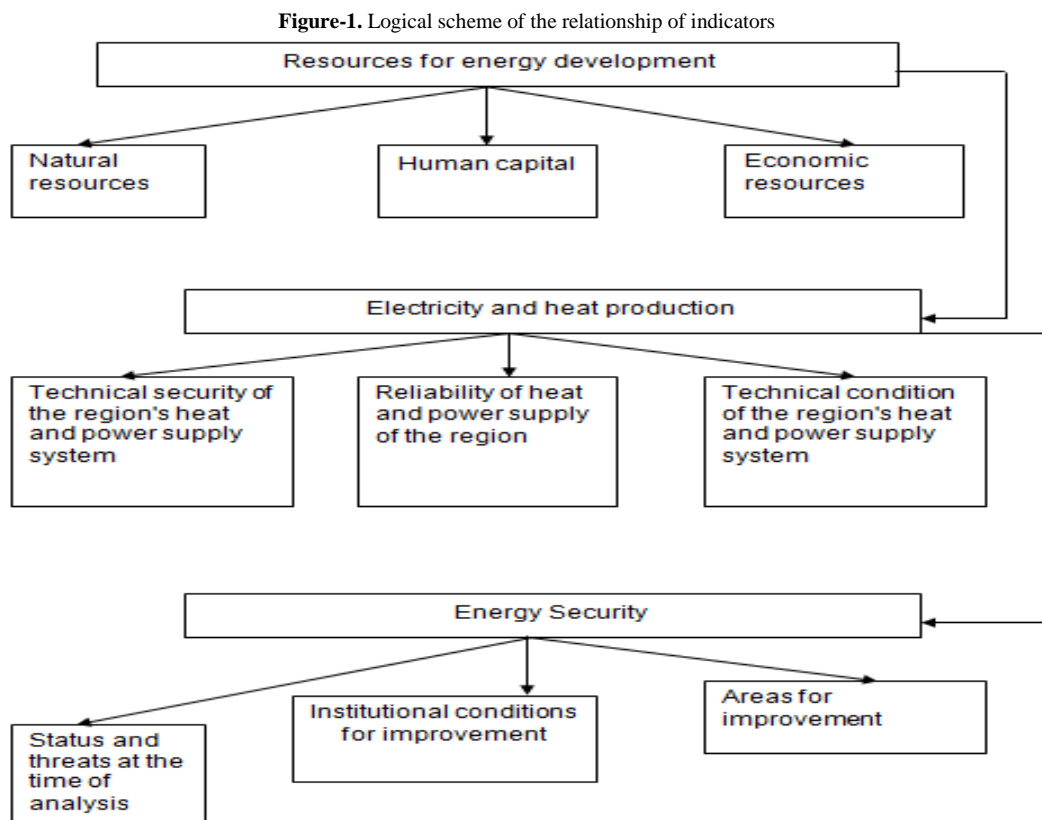 Figure-1. Logical scheme of the relationship of indicators
Resources for energy development
Natural
resources
Human capital
Economic
resources
Electricity and heat production
Technical security of
the region's heat
and power supply
system
Reliability of heat
and power supply
of the region
Technical condition
of the region's heat
and power supply
system
Energy Security
Status and
threats at the
time of
analysis
Institutional conditions
for improvement
Areas for
improvement